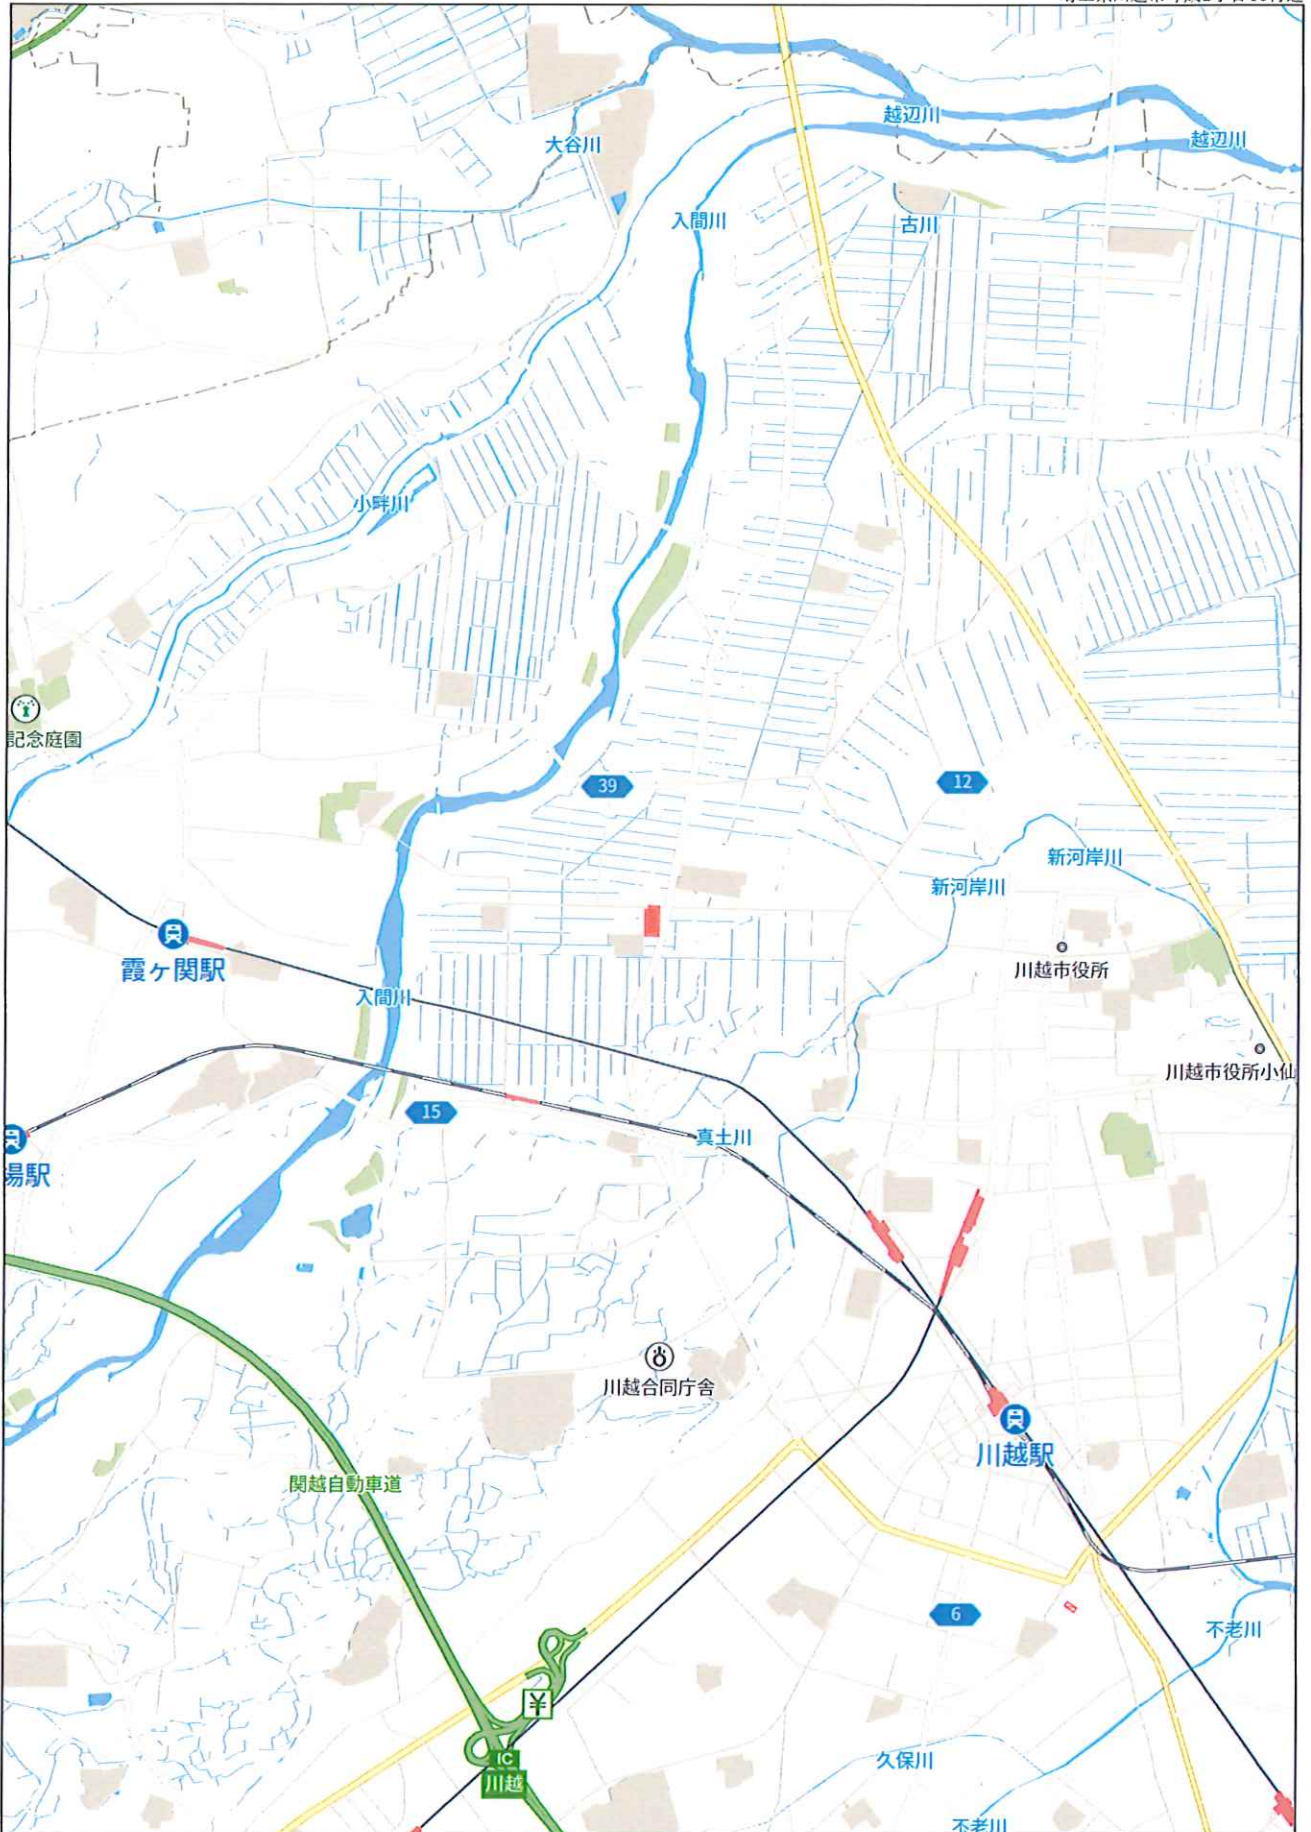 越辺川
越辺川
大谷川
入間川
古川
小畔川
記念庭園
39
12
新河岸川
新河岸川
霞ヶ関駅
川越市役所
入間川
川越市役所小仙
15
真土川
場駅
川越合同庁舎
川越駅
関越自動車道
6
不老川
¥
IC
川越
久保川
不老川